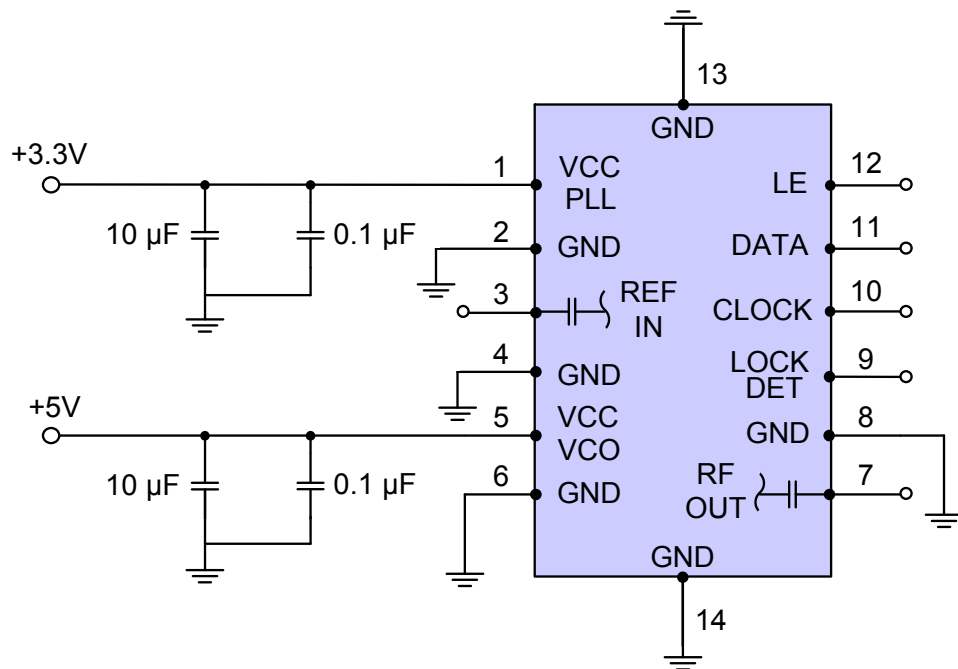 13
GND
+3.3V
1
VCC
PLL
LE
12
10 µF
0.1 µF
2
GND
DATA
11
3
REF
IN
CLOCK
10
4
GND
LOCK
DET
9
+5V
5
VCC
VCO
GND
8
10 µF
0.1 µF
6
GND
RF
OUT
7
GND
14